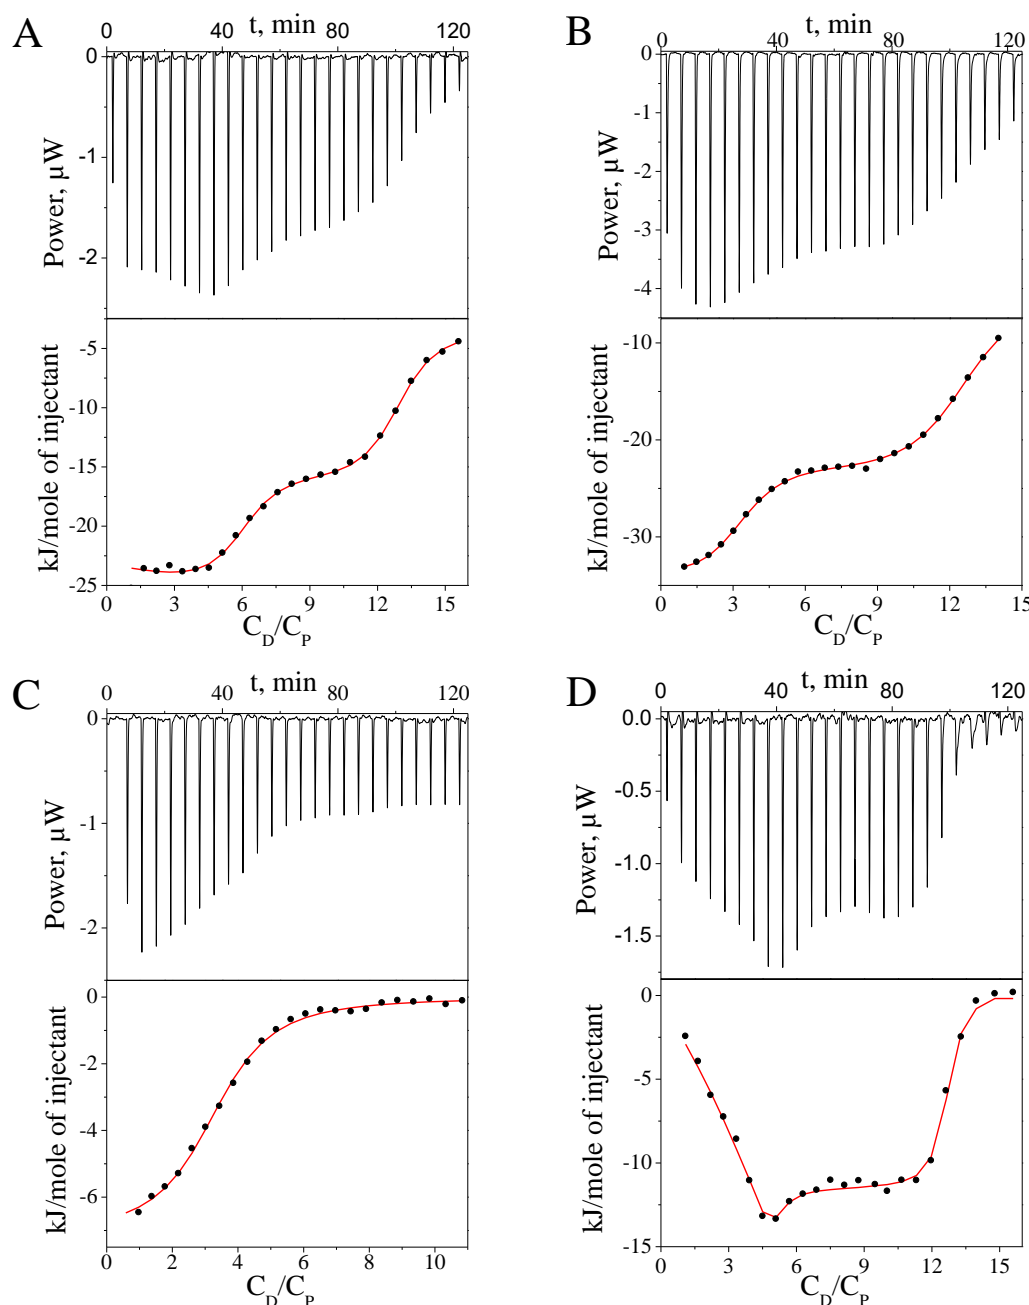 A
t, min
0 40 80 120
0
-1
-2
Power, µW
-5
-10
-15
-20
-25
kJ/mole of injectant
0 3 6 9 12 15
C_D/C_P
B
t, min
0 40 80 120
0
-1
-2
-3
-4
Power, µW
-10
-20
-30
kJ/mole of injectant
0 3 6 9 12 15
C_D/C_P
C
t, min
0 40 80 120
0
-1
-2
Power, µW
0
-2
-4
-6
kJ/mole of injectant
0 2 4 6 8 10
C_D/C_P
D
t, min
0 40 80 120
0.0
-0.5
-1.0
-1.5
Power, µW
0
-5
-10
-15
kJ/mole of injectant
0 3 6 9 12 15
C_D/C_P